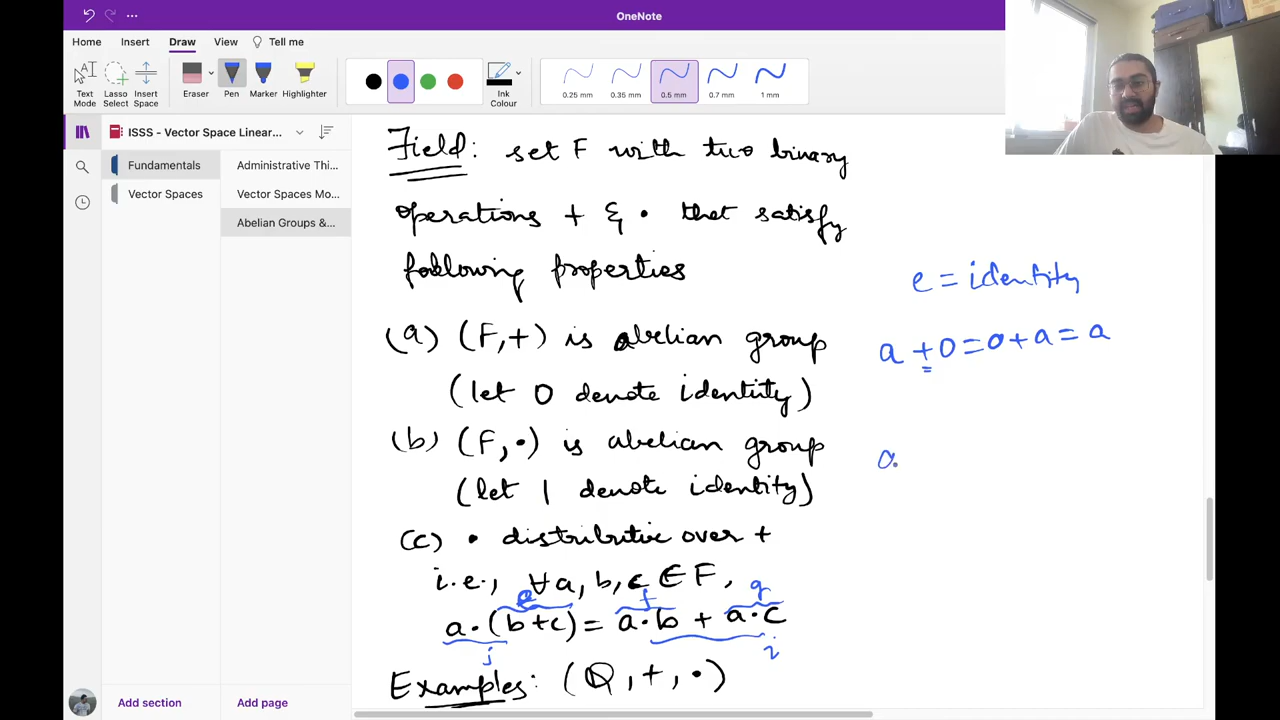 OneNote
Home Insert Draw View Tell me
Text Mode
Lasso Select
Insert Space
Eraser
Pen
Marker
Highlighter
Ink Colour
0.25 mm
0.35 mm
0.5 mm
0.7 mm
1 mm
ISSS - Vector Space Linear...
Fundamentals
Vector Spaces
Administrative Thi...
Vector Spaces Mo...
Abelian Groups &...
Field: set F with two binary
operations + & · that satisfy
following properties
(a) (F,+) is abelian group
(let 0 denote identity)
(b) (F,·) is abelian group
(let 1 denote identity)
(c) · distributive over +
i.e., ∀a, b, c ∈ F,
e f g
a·(b+c) = a·b + a·c
j i
Examples: (Q,+,·)
e = identity
a + 0 = 0 + a = a
a.
Add section
Add page